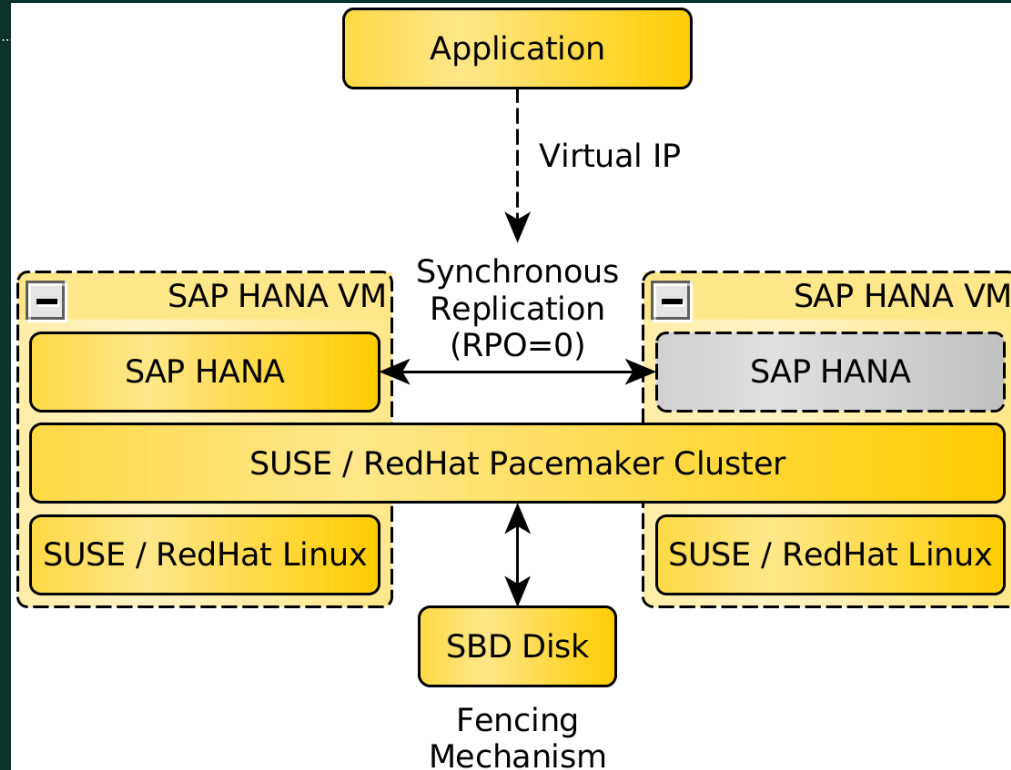 Application
Virtual IP
Synchronous
Replication
(RPO=0)
SAP HANA VM
SAP HANA VM
SAP HANA
SAP HANA
SUSE / RedHat Pacemaker Cluster
SUSE / RedHat Linux
SUSE / RedHat Linux
SBD Disk
Fencing
Mechanism